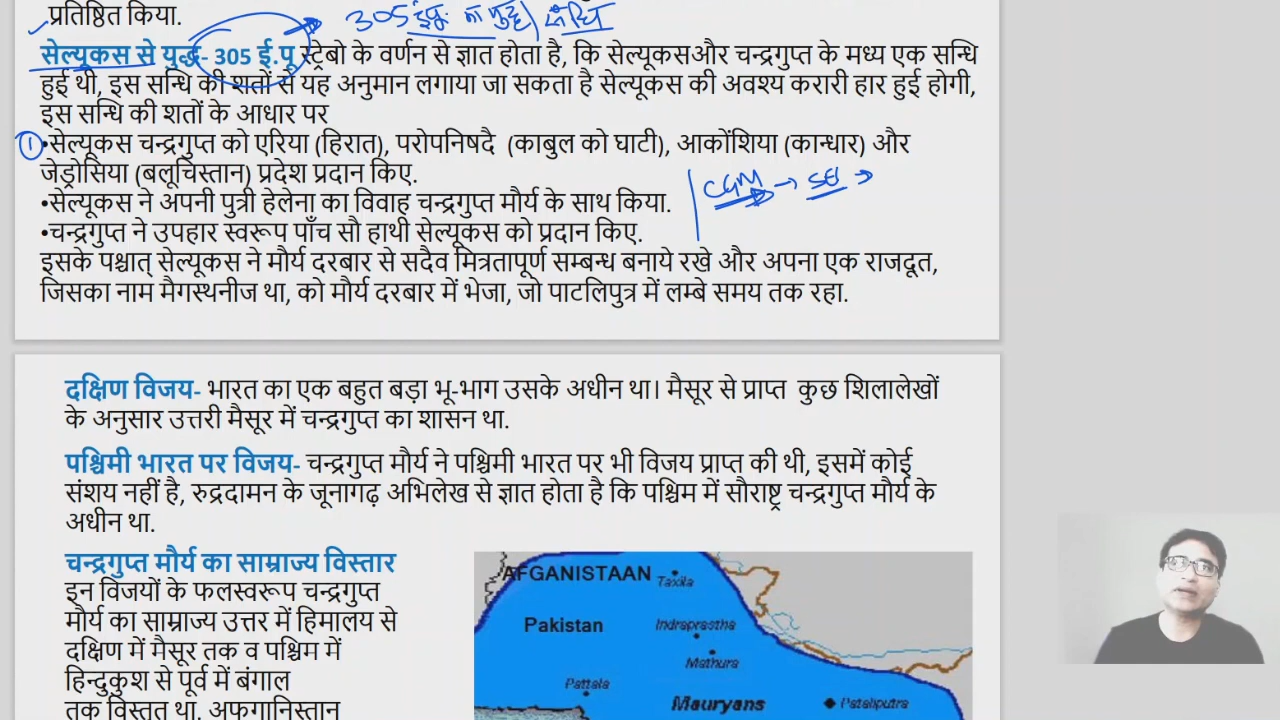 प्रतिष्ठित किया.
305 ई.पू. का युद्ध / संधि
सेल्यूकस से युद्ध- 305 ई.पू स्ट्रेबो के वर्णन से ज्ञात होता है, कि सेल्यूकसऔर चन्द्रगुप्त के मध्य एक सन्धि
हुई थी, इस सन्धि की शर्तों से यह अनुमान लगाया जा सकता है सेल्यूकस की अवश्य करारी हार हुई होगी,
इस सन्धि की शर्तों के आधार पर
① •सेल्यूकस चन्द्रगुप्त को एरिया (हिरात), परोपनिषदै (काबुल को घाटी), आकोंशिया (कान्धार) और
जेड्रोसिया (बलूचिस्तान) प्रदेश प्रदान किए.
CGM → SE →
•सेल्यूकस ने अपनी पुत्री हेलेना का विवाह चन्द्रगुप्त मौर्य के साथ किया.
•चन्द्रगुप्त ने उपहार स्वरूप पाँच सौ हाथी सेल्यूकस को प्रदान किए.
इसके पश्चात् सेल्यूकस ने मौर्य दरबार से सदैव मित्रतापूर्ण सम्बन्ध बनाये रखे और अपना एक राजदूत,
जिसका नाम मैगस्थनीज था, को मौर्य दरबार में भेजा, जो पाटलिपुत्र में लम्बे समय तक रहा.
दक्षिण विजय- भारत का एक बहुत बड़ा भू-भाग उसके अधीन था। मैसूर से प्राप्त कुछ शिलालेखों
के अनुसार उत्तरी मैसूर में चन्द्रगुप्त का शासन था.
पश्चिमी भारत पर विजय- चन्द्रगुप्त मौर्य ने पश्चिमी भारत पर भी विजय प्राप्त की थी, इसमें कोई
संशय नहीं है, रुद्रदामन के जूनागढ़ अभिलेख से ज्ञात होता है कि पश्चिम में सौराष्ट्र चन्द्रगुप्त मौर्य के
अधीन था.
चन्द्रगुप्त मौर्य का साम्राज्य विस्तार
इन विजयों के फलस्वरूप चन्द्रगुप्त
मौर्य का साम्राज्य उत्तर में हिमालय से
दक्षिण में मैसूर तक व पश्चिम में
हिन्दुकुश से पूर्व में बंगाल
तक विस्तृत था. अफगानिस्तान
AFGANISTAAN
Taxila
Pakistan
Indraprastha
Mathura
Pattala
Mauryans
Pataliputra